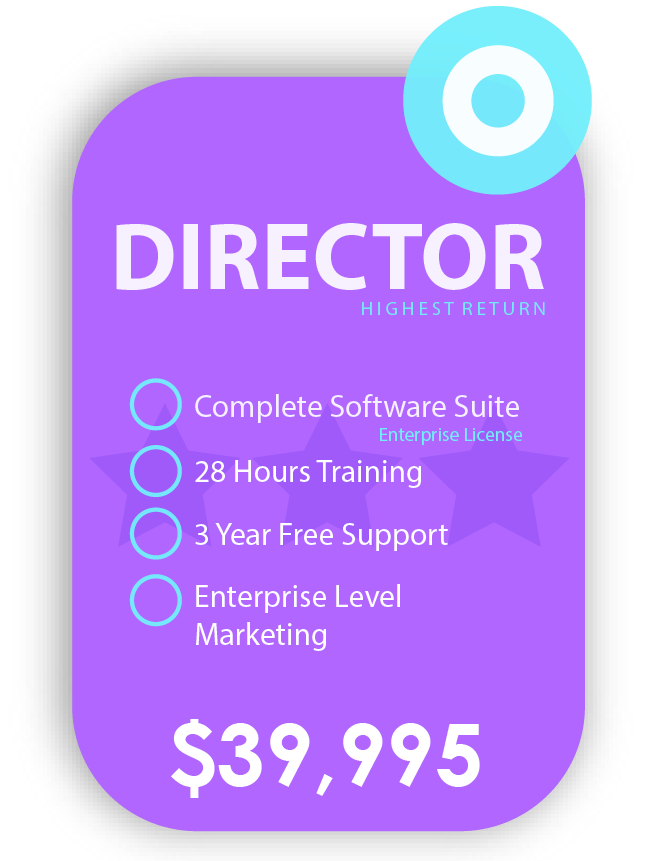 DIRECTOR
HIGHEST RETURN
Complete Software Suite
Enterprise License
28 Hours Training
3 Year Free Support
Enterprise Level
Marketing
$39,995